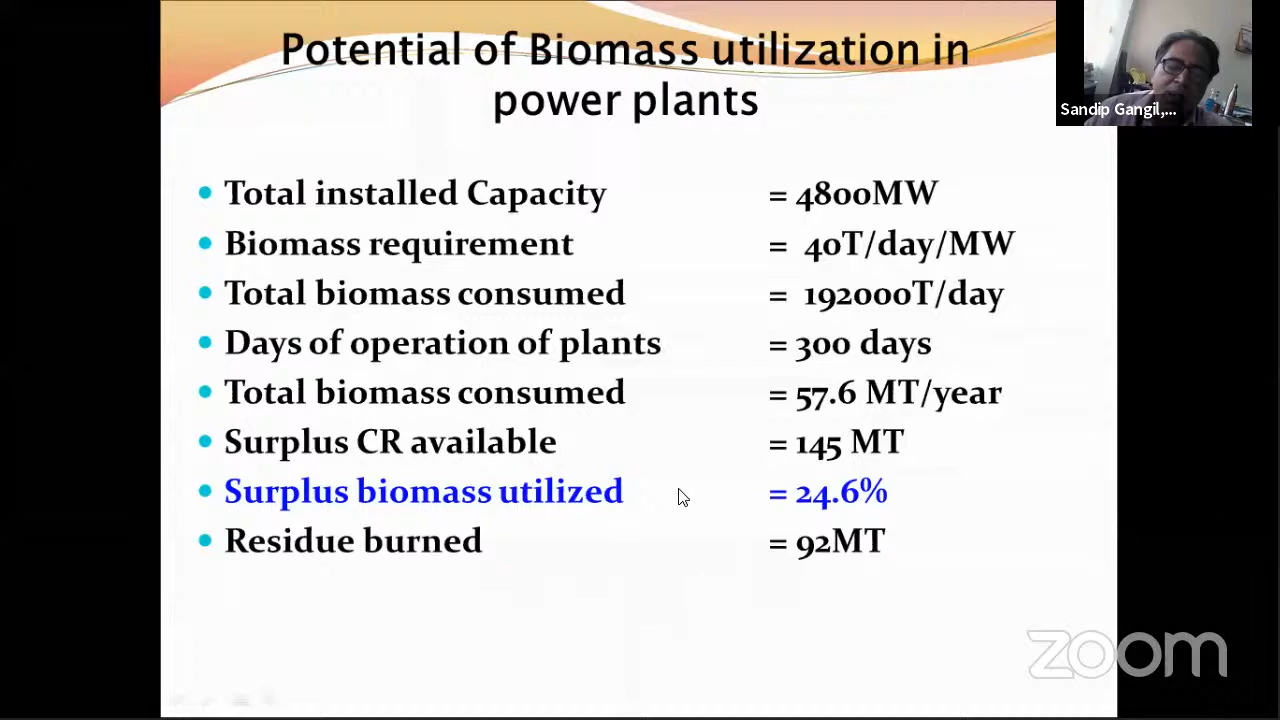 Potential of Biomass utilization in
power plants
Sandip Gangil,...
• Total installed Capacity = 4800MW
• Biomass requirement = 40T/day/MW
• Total biomass consumed = 192000T/day
• Days of operation of plants = 300 days
• Total biomass consumed = 57.6 MT/year
• Surplus CR available = 145 MT
• Surplus biomass utilized = 24.6%
• Residue burned = 92MT
zoom